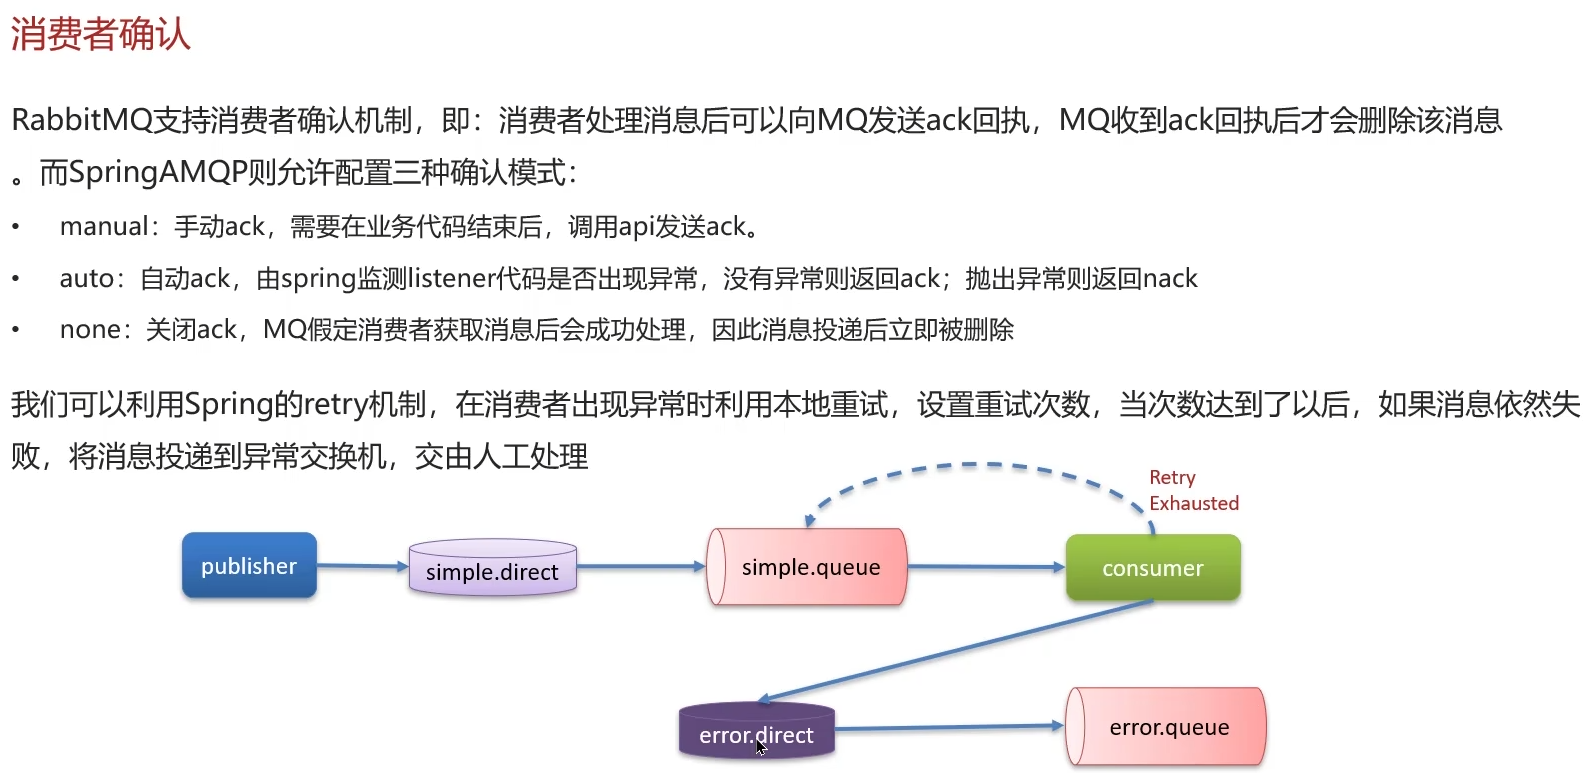 消费者确认
RabbitMQ支持消费者确认机制，即：消费者处理消息后可以向MQ发送ack回执，MQ收到ack回执后才会删除该消息
。而SpringAMQP则允许配置三种确认模式：
• manual：手动ack，需要在业务代码结束后，调用api发送ack。
• auto：自动ack，由spring监测listener代码是否出现异常，没有异常则返回ack；抛出异常则返回nack
• none：关闭ack，MQ假定消费者获取消息后会成功处理，因此消息投递后立即被删除
我们可以利用Spring的retry机制，在消费者出现异常时利用本地重试，设置重试次数，当次数达到了以后，如果消息依然失
败，将消息投递到异常交换机，交由人工处理
Retry
Exhausted
publisher
simple.direct
simple.queue
consumer
error.direct
error.queue